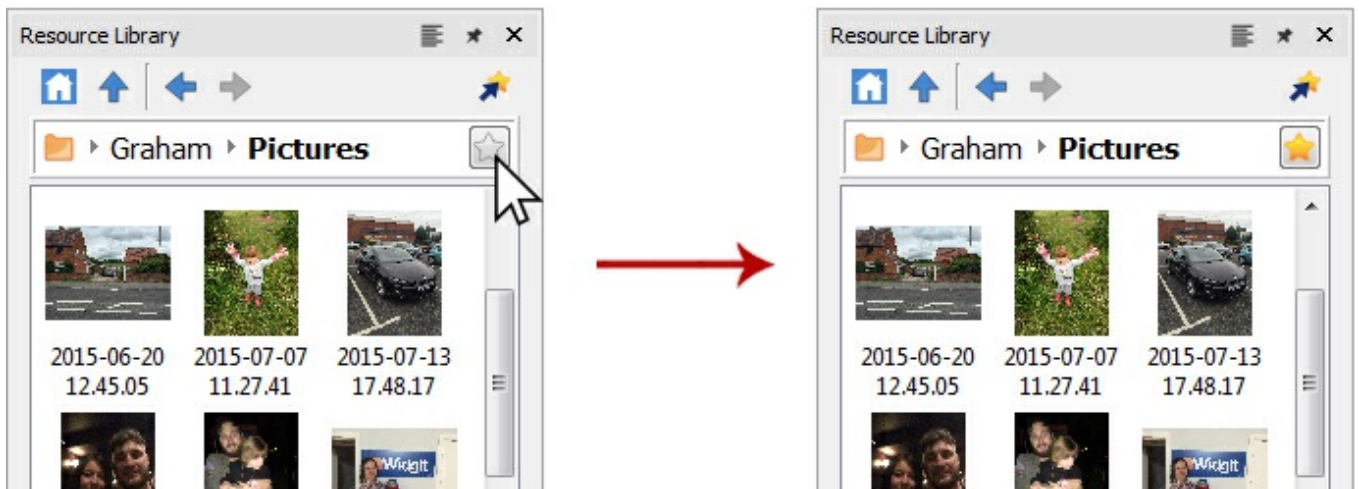 Resource Library
Graham Pictures
2015-06-20 2015-07-07 2015-07-13
12.45.05 11.27.41 17.48.17
Widgit
Resource Library
Graham Pictures
2015-06-20 2015-07-07 2015-07-13
12.45.05 11.27.41 17.48.17
Widgit